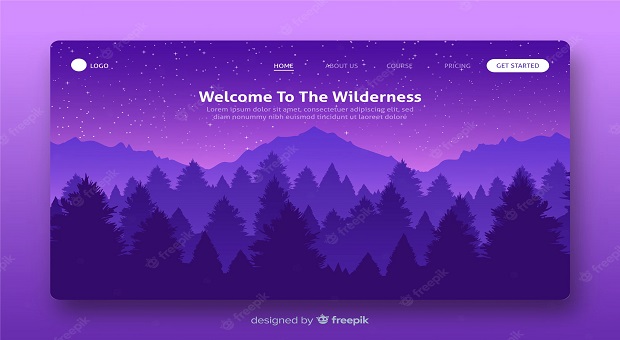 LOGO
HOME ABOUT US COURSE PRICING GET STARTED
Welcome To The Wilderness
Lorem ipsum dolor sit amet, consectetuer adipiscing elit, sed
diam nonummy nibh euismod tincidunt ut laoreet dolore
designed by freepik